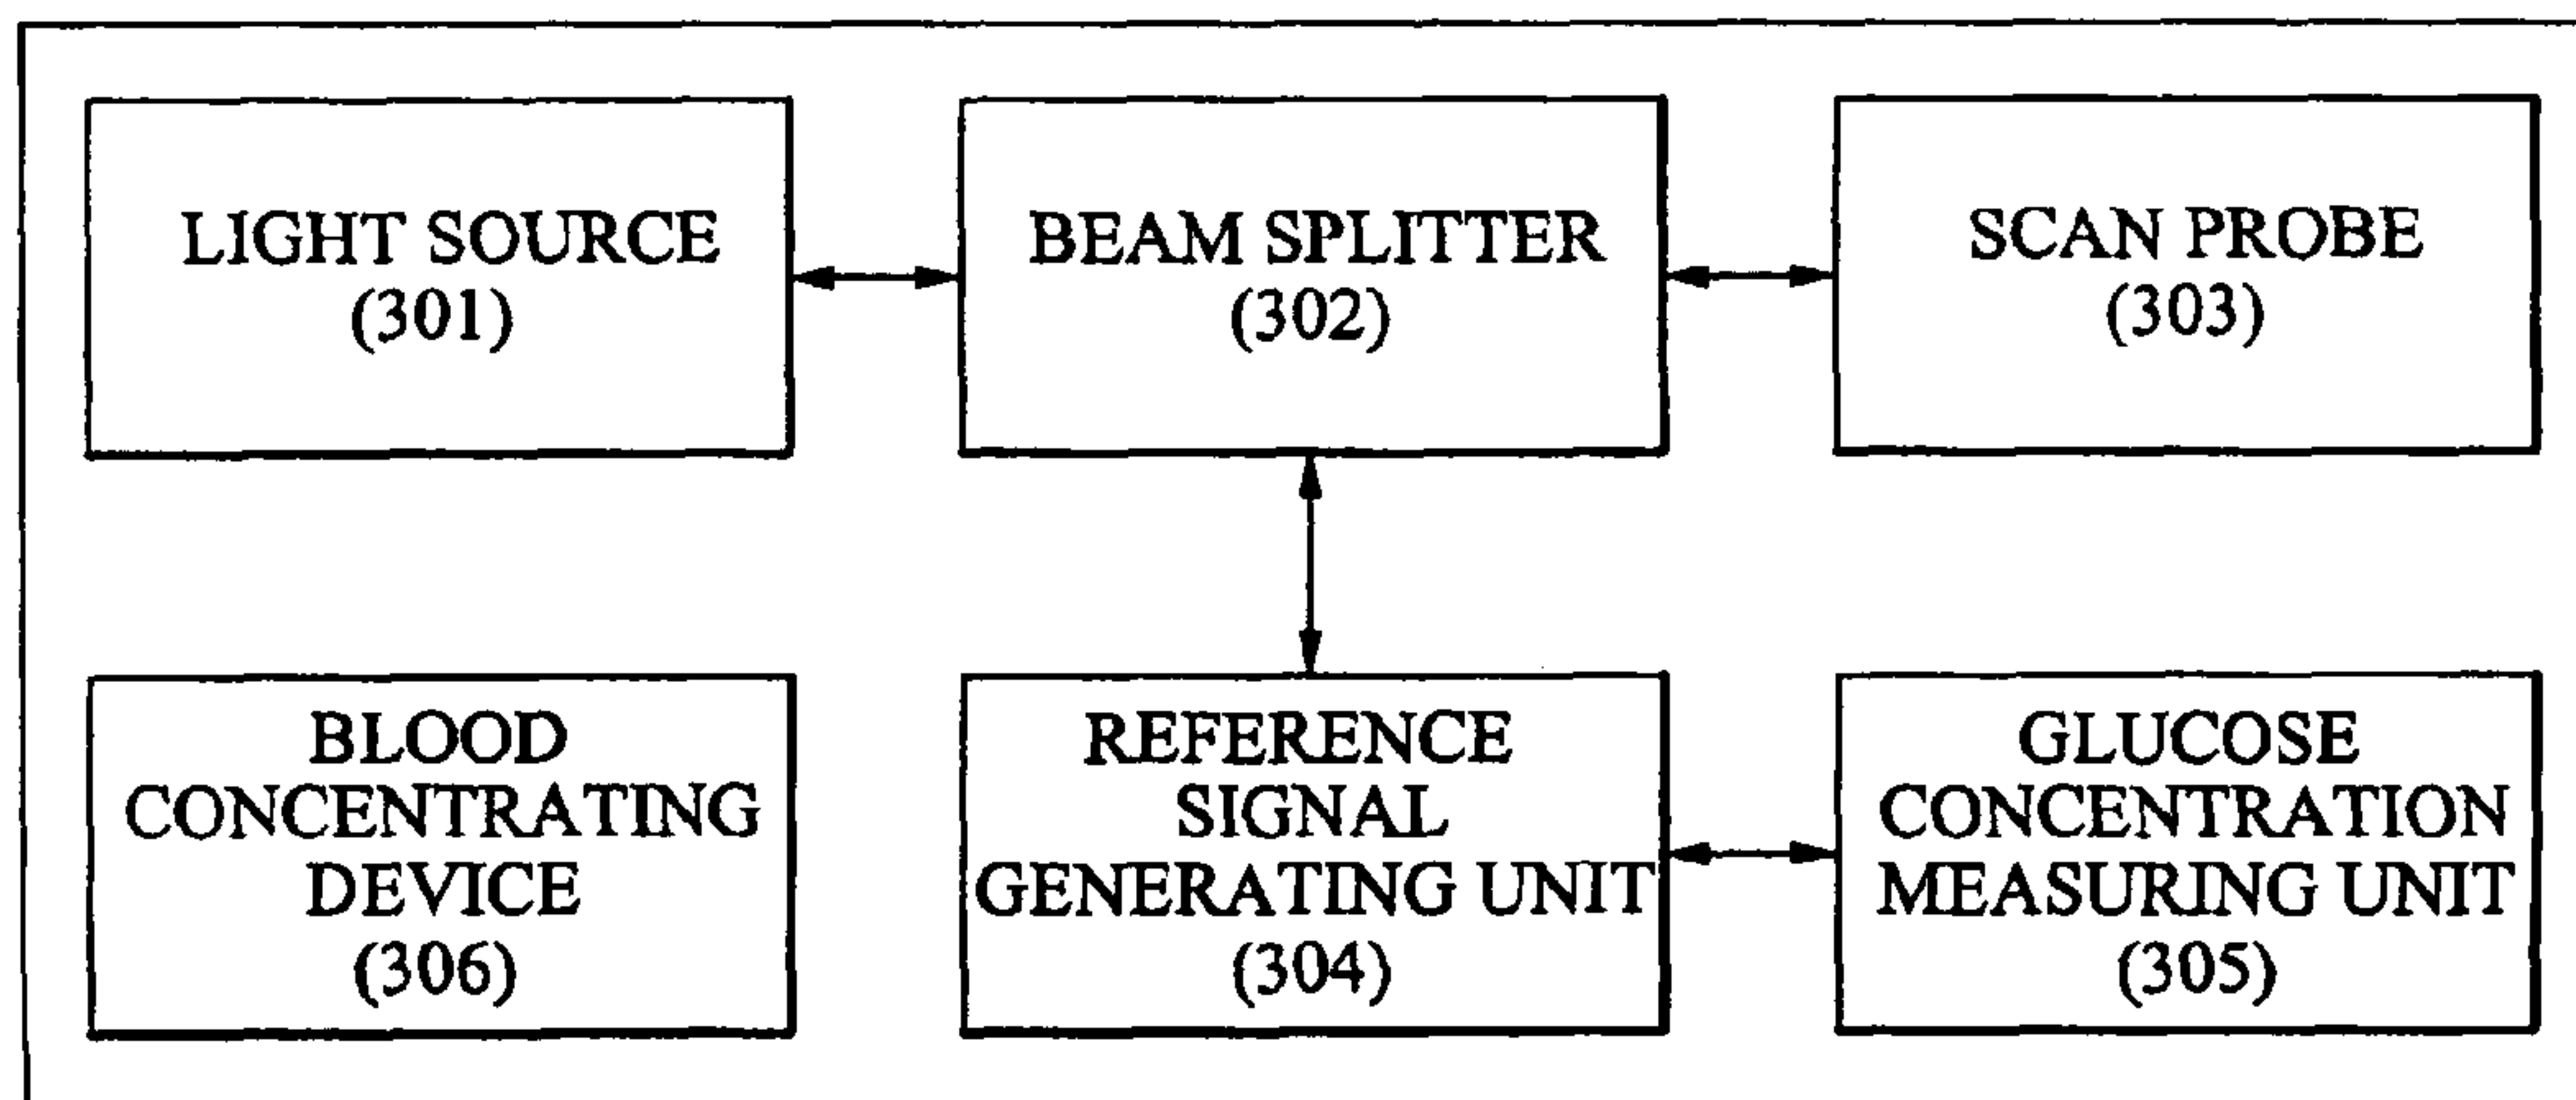 LIGHT SOURCE
(301)
BEAM SPLITTER
(302)
SCAN PROBE
(303)
BLOOD
CONCENTRATING
DEVICE
(306)
REFERENCE
SIGNAL
GENERATING UNIT
(304)
GLUCOSE
CONCENTRATION
MEASURING UNIT
(305)